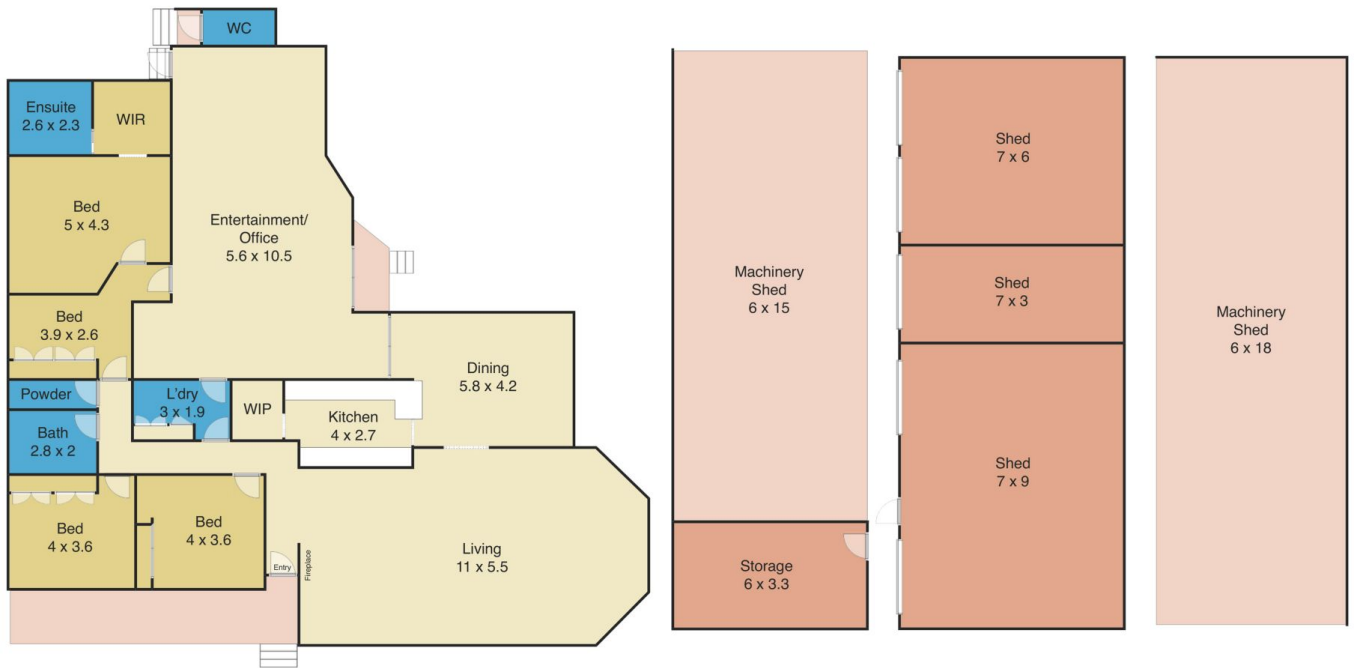 WC
Ensuite
2.6 x 2.3
WIR
Bed
5 x 4.3
Entertainment/
Office
5.6 x 10.5
Bed
3.9 x 2.6
Dining
5.8 x 4.2
Powder
L'dry
3 x 1.9
WIP
Kitchen
4 x 2.7
Bath
2.8 x 2
Bed
4 x 3.6
Bed
4 x 3.6
Entry
Fireplace
Living
11 x 5.5
Machinery
Shed
6 x 15
Storage
6 x 3.3
Shed
7 x 6
Shed
7 x 3
Shed
7 x 9
Machinery
Shed
6 x 18